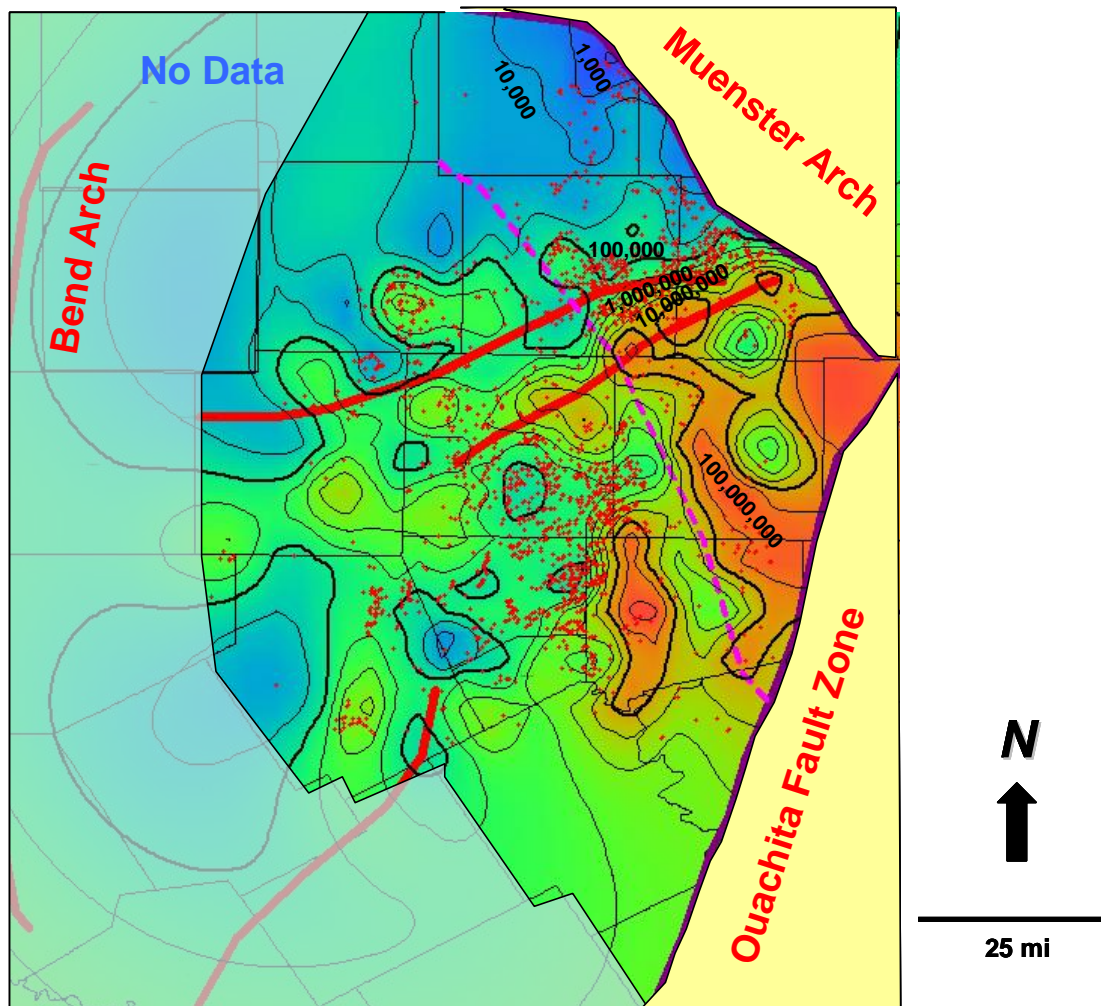 No Data
10,000
1,000
Muenster Arch
Bend Arch
100,000
1,000,000
10,000,000
100,000,000
Ouachita Fault Zone
N
25 mi